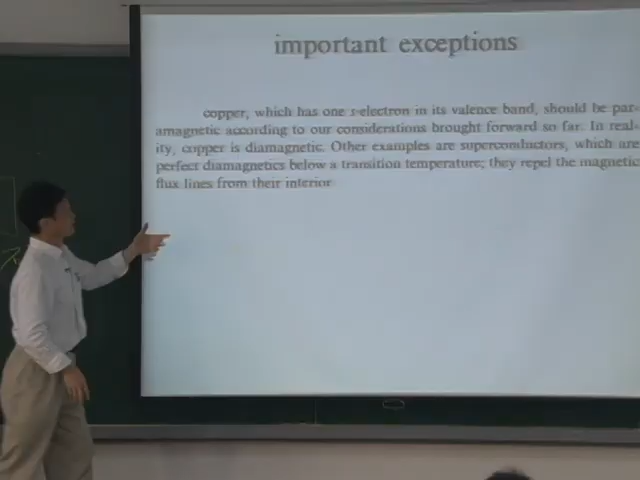 important exceptions
copper, which has one s-electron in its valence band, should be par-
amagnetic according to our considerations brought forward so far. In real-
ity, copper is diamagnetic. Other examples are superconductors, which are
perfect diamagnetics below a transition temperature; they repel the magnetic
flux lines from their interior